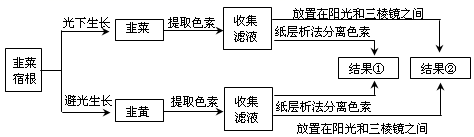 放置在阳光和三棱镜之间
光下生长
韭菜
提取色素
收集
滤液
纸层析法分离色素
韭菜
宿根
结果①
结果②
避光生长
韭黄
提取色素
收集
滤液
纸层析法分离色素
放置在阳光和三棱镜之间